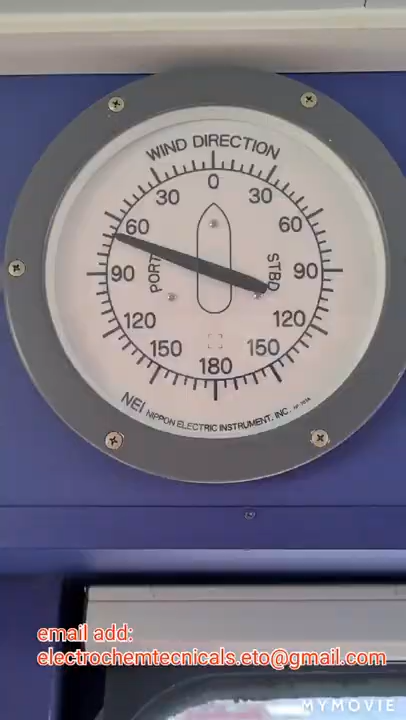 WIND DIRECTION
0
30 30
60 60
PORT STBD
90 90
120 120
150 150
180
NEI NIPPON ELECTRIC INSTRUMENT, INC.
email add:
electrochemtecnicals.eto@gmail.com
MYMOVIE